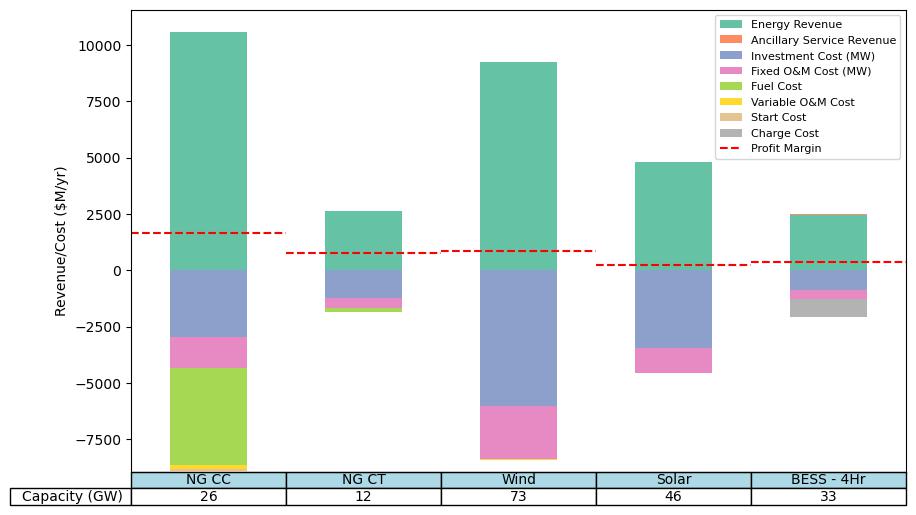 10000
7500
5000
2500
0
−2500
−5000
−7500
Revenue/Cost ($M/yr)
Energy Revenue
Ancillary Service Revenue
Investment Cost (MW)
Fixed O&M Cost (MW)
Fuel Cost
Variable O&M Cost
Start Cost
Charge Cost
Profit Margin
NG CC NG CT Wind Solar BESS - 4Hr
Capacity (GW) 26 12 73 46 33